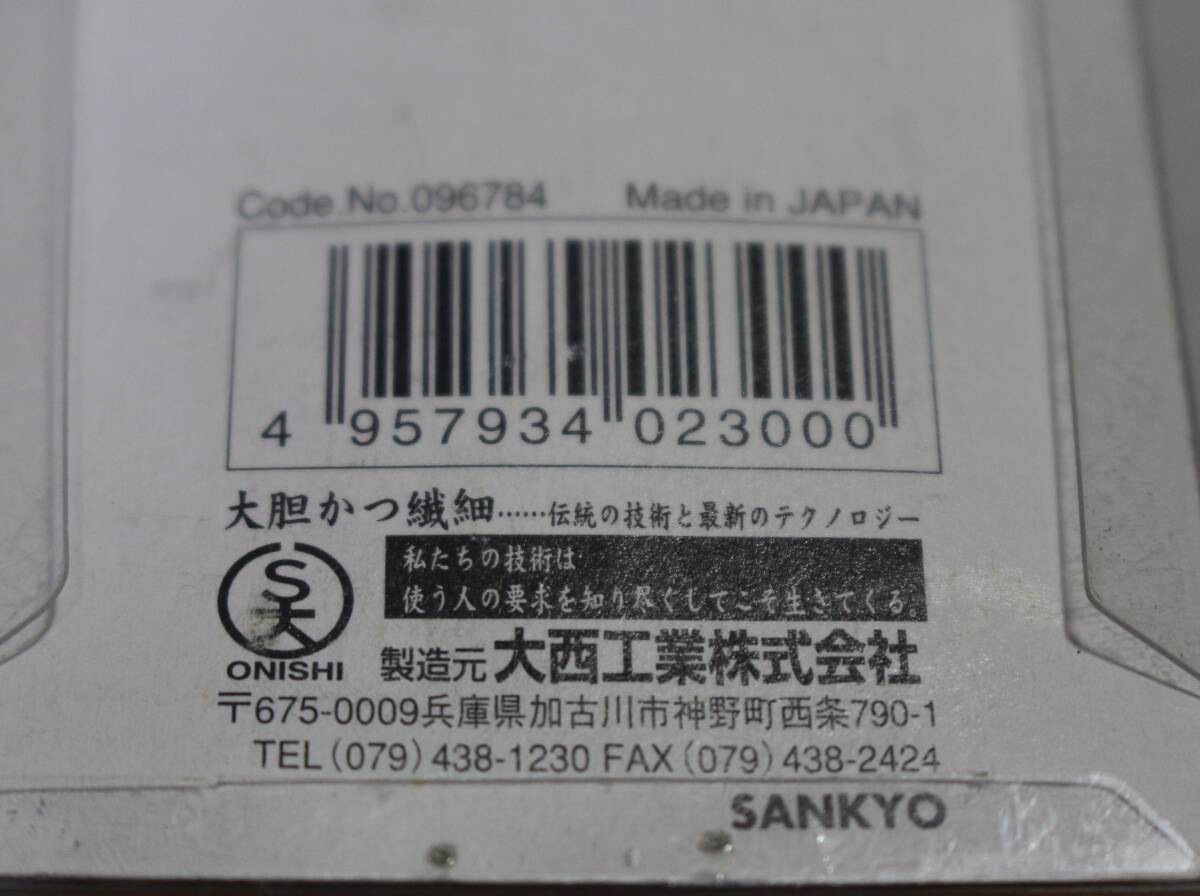 Code.No.096784 Made in JAPAN
4 957934 023000
大胆かつ繊細……伝統の技術と最新のテクノロジー
私たちの技術は
使う人の要求を知り尽くしてこそ生きてくる。
S大
ONISHI
製造元 大西工業株式会社
〒675-0009兵庫県加古川市神野町西条790-1
TEL(079)438-1230 FAX(079)438-2424
SANKYO